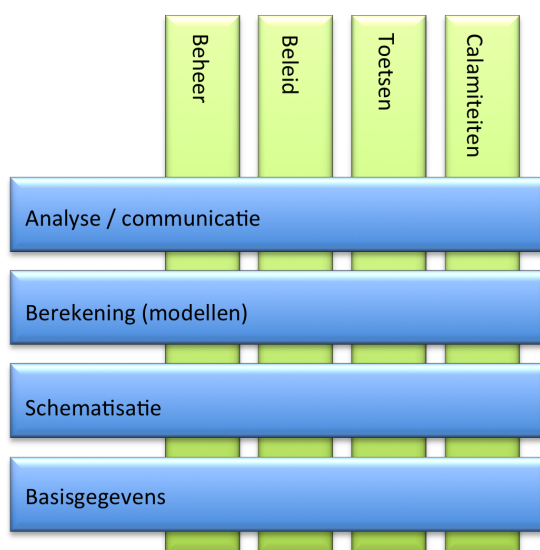 Beheer
Beleid
Toetsen
Calamiteiten
Analyse / communicatie
Berekening (modellen)
Schematisatie
Basisgegevens